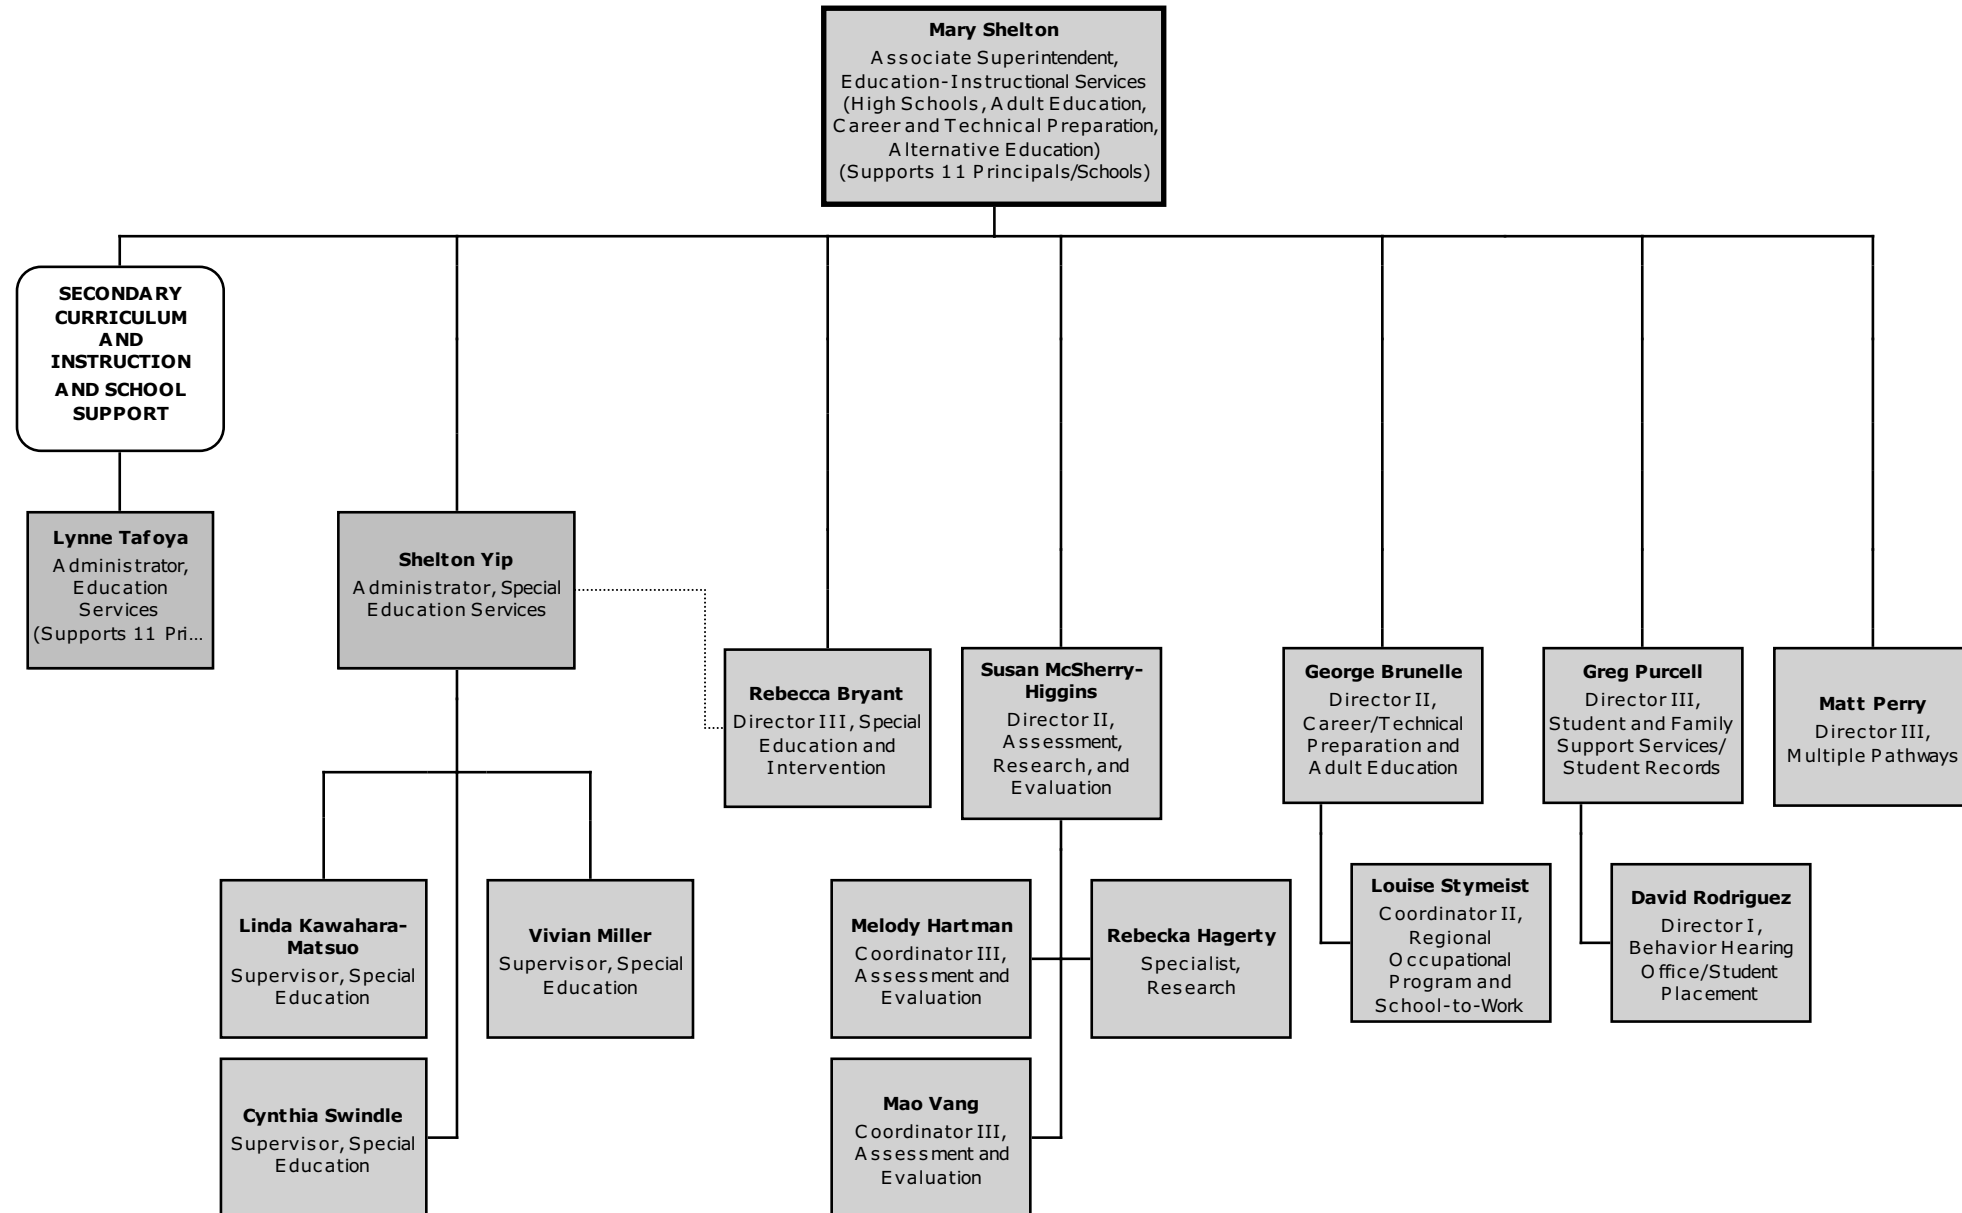 Mary Shelton
Associate Superintendent,
Education-Instructional Services
(High Schools, Adult Education,
Career and Technical Preparation,
Alternative Education)
(Supports 11 Principals/Schools)
SECONDARY
CURRICULUM
AND
INSTRUCTION
AND SCHOOL
SUPPORT
Lynne Tafoya
Administrator,
Education
Services
(Supports 11 Pri...
Shelton Yip
Administrator, Special
Education Services
Rebecca Bryant
Director III, Special
Education and
Intervention
Susan McSherry-
Higgins
Director II,
Assessment,
Research, and
Evaluation
George Brunelle
Director II,
Career/Technical
Preparation and
Adult Education
Greg Purcell
Director III,
Student and Family
Support Services/
Student Records
Matt Perry
Director III,
Multiple Pathways
Linda Kawahara-
Matsuo
Supervisor, Special
Education
Vivian Miller
Supervisor, Special
Education
Melody Hartman
Coordinator III,
Assessment and
Evaluation
Rebecka Hagerty
Specialist,
Research
Louise Stymeist
Coordinator II,
Regional
Occupational
Program and
School-to-Work
David Rodriguez
Director I,
Behavior Hearing
Office/Student
Placement
Cynthia Swindle
Supervisor, Special
Education
Mao Vang
Coordinator III,
Assessment and
Evaluation